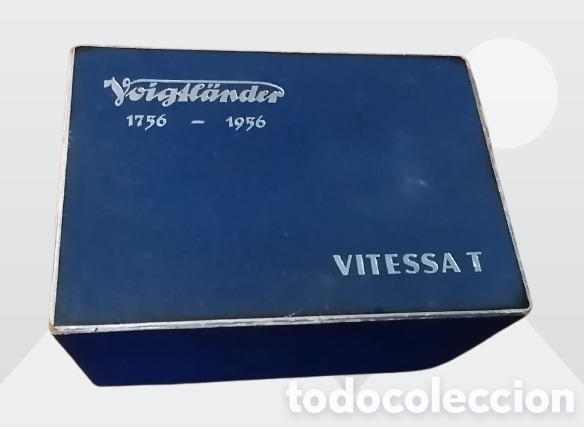 Voigtländer
1756 - 1956
VITESSA T
todocoleccion